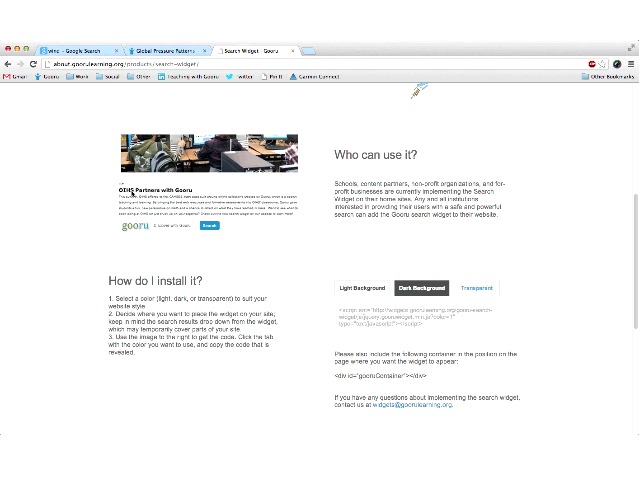 wind - Google Search
Global Pressure Patterns
Search Widget - Gooru
about.goorulearning.org/products/search-widget/
Gmail
Gooru
Work
Social
Other
Teaching with Gooru
Twitter
Pin It
Garmin Connect
Other Bookmarks
Who can use it?
OTHS Partners with Gooru
Schools, content partners, non-profit organizations, and for-
profit businesses are currently implementing the Search
Widget on their home sites. Any and all institutions
interested in providing their users with a safe and powerful
search can add the Gooru search widget to their website.
gooru
Search
How do I install it?
1. Select a color (light, dark, or transparent) to suit your
website style
2. Decide where you want to place the widget on your site;
keep in mind the search results drop down from the widget,
which may temporarily cover parts of your site.
3. Use the image to the right to get the code. Click the tab
with the color you want to use, and copy the code that is
revealed.
Light Background
Dark Background
Transparent
type="text/javascript"></script>
Please also include the following container in the position on the
page where you want the widget to appear:
<div id="gooruContainer"></div>
If you have any questions about implementing the search widget,
contact us at widgets@goorulearning.org.